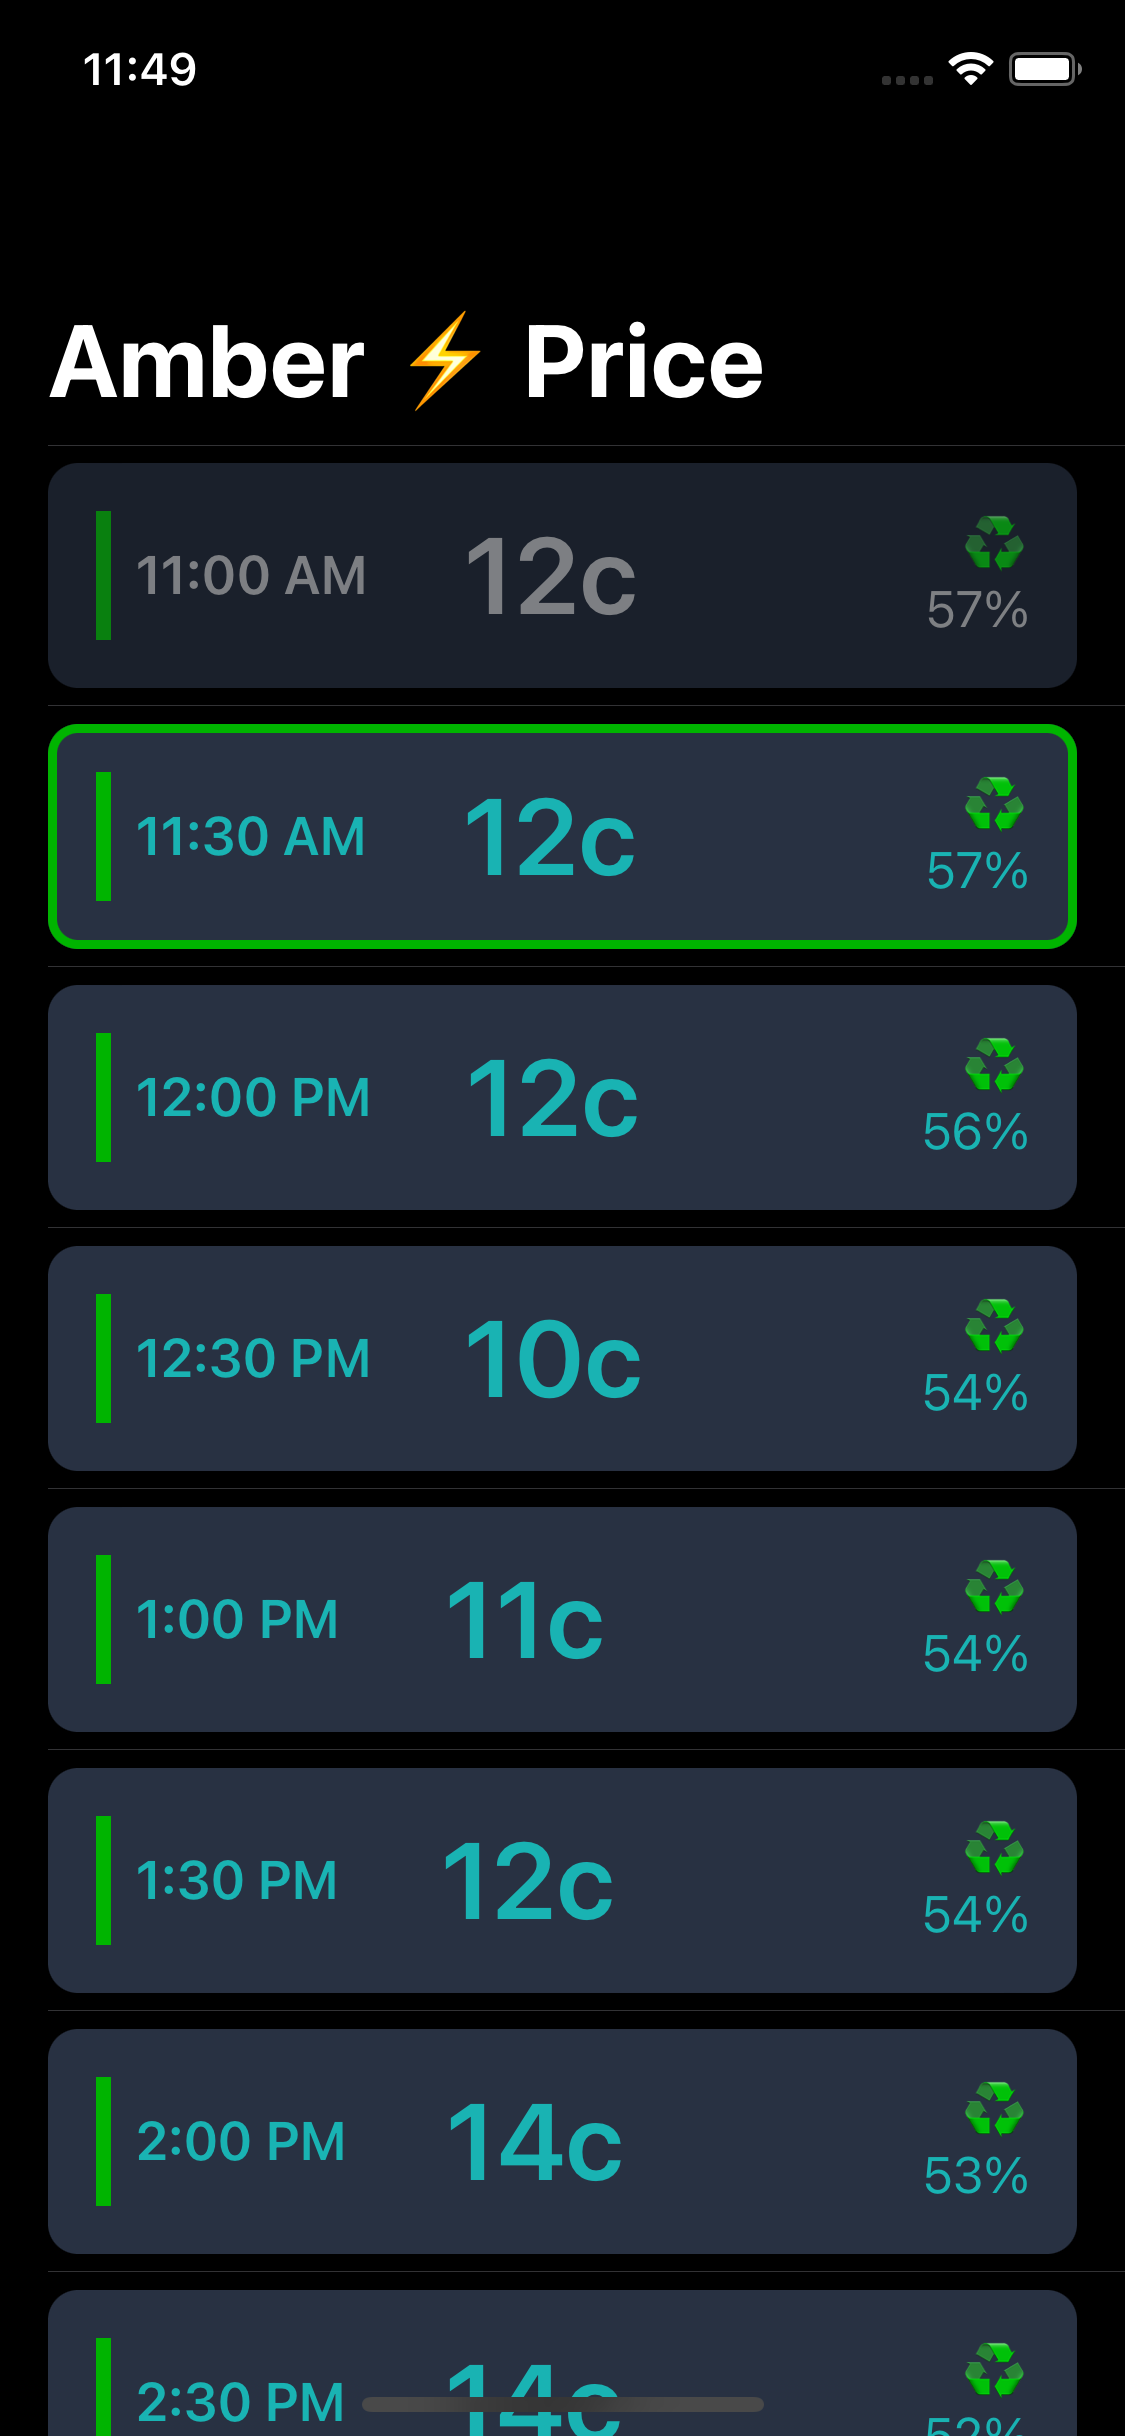 11:49
Amber ⚡ Price
11:00 AM 12c ♻️ 57%
11:30 AM 12c ♻️ 57%
12:00 PM 12c ♻️ 56%
12:30 PM 10c ♻️ 54%
1:00 PM 11c ♻️ 54%
1:30 PM 12c ♻️ 54%
2:00 PM 14c ♻️ 53%
2:30 PM 14c ♻️ 52%